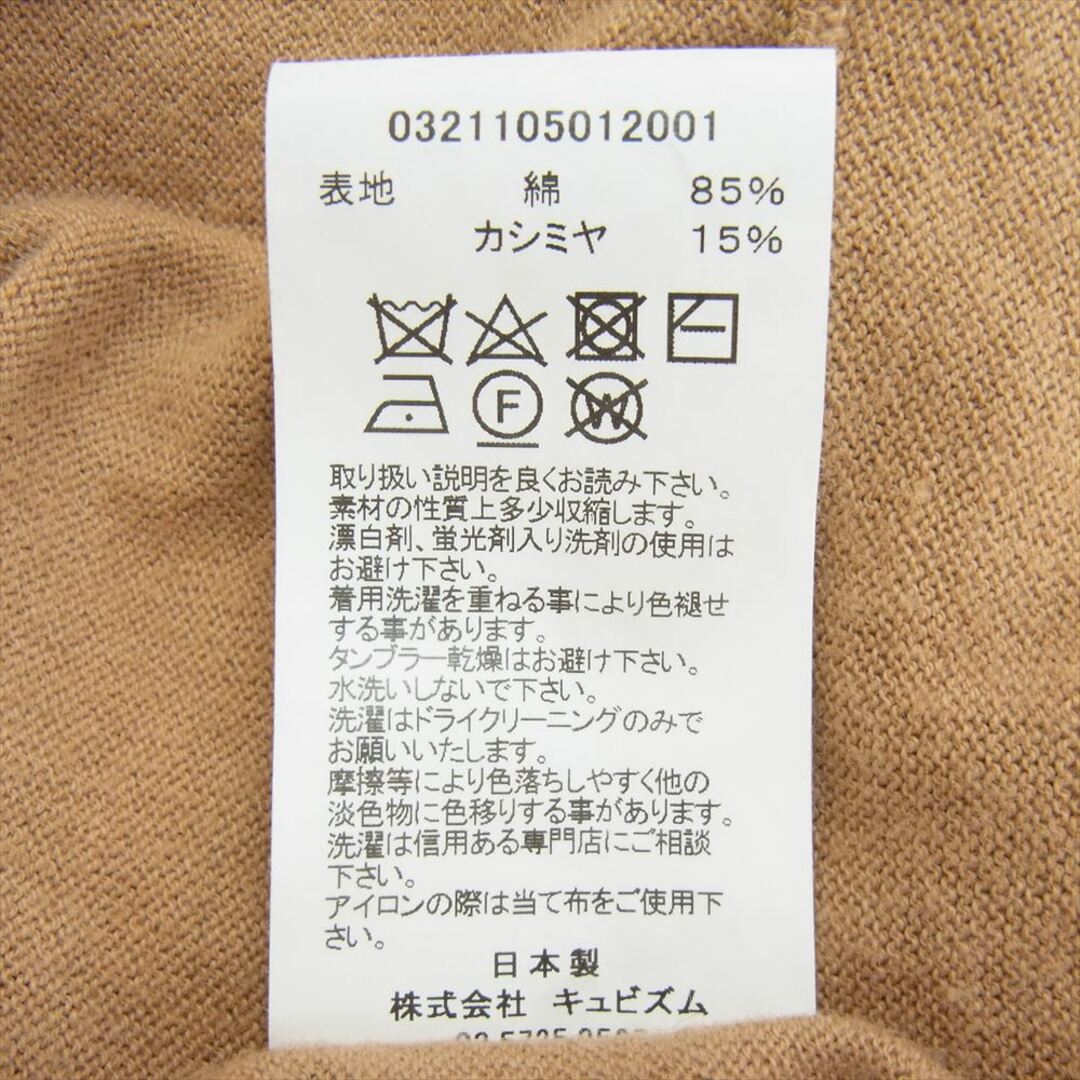 0321105012001
表地 綿 85%
カシミヤ 15%
F
W
取り扱い説明を良くお読み下さい。
素材の性質上多少収縮します。
漂白剤、蛍光剤入り洗剤の使用は
お避け下さい。
着用洗濯を重ねる事により色褪せ
する事があります。
タンブラー乾燥はお避け下さい。
水洗いしないで下さい。
洗濯はドライクリーニングのみで
お願いいたします。
摩擦等により色落ちしやすく他の
淡色物に色移りする事があります。
洗濯は信用ある専門店にご相談
下さい。
アイロンの際は当て布をご使用下
さい。
日本製
株式会社 キュビズム